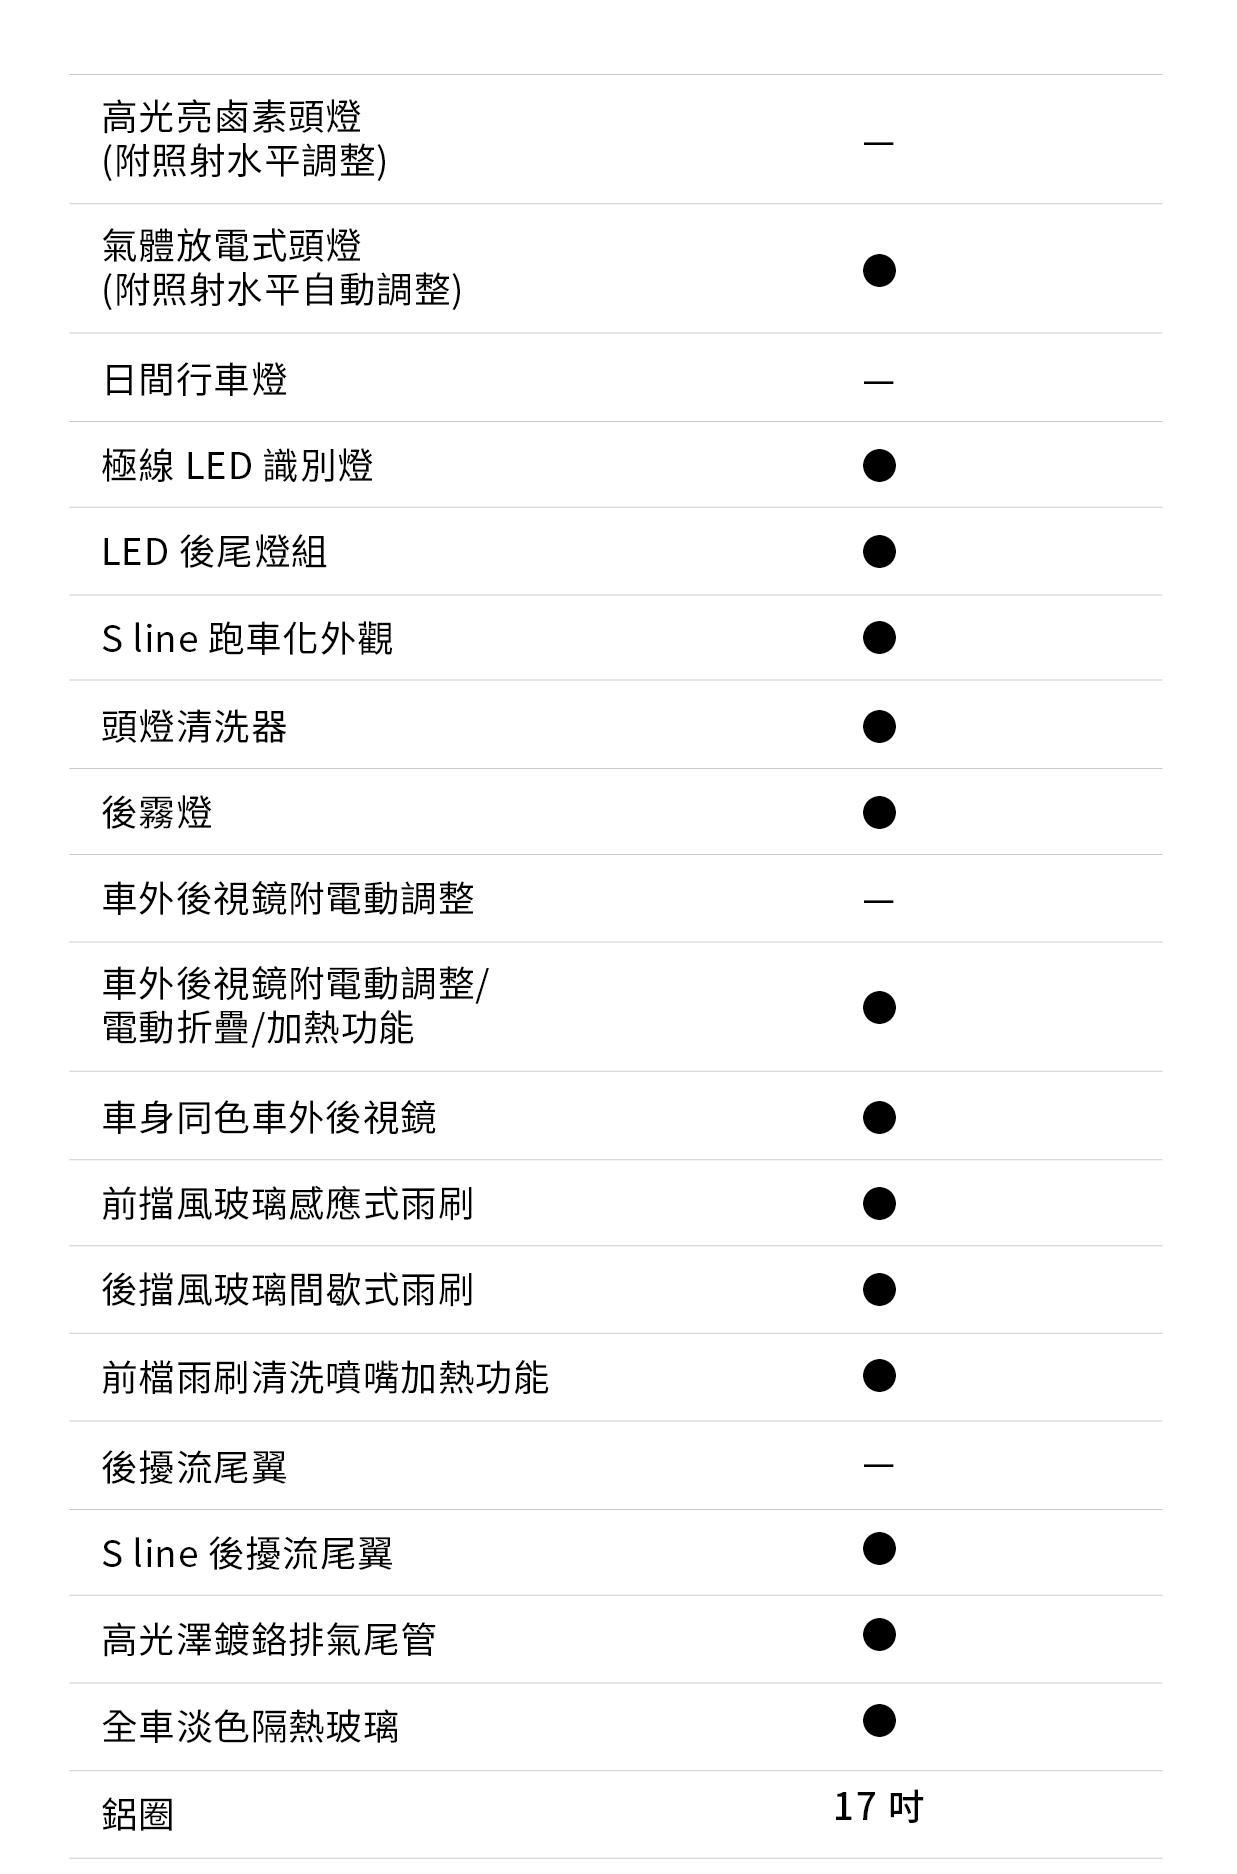 高光亮鹵素頭燈
(附照射水平調整)
—
氣體放電式頭燈
(附照射水平自動調整)
●
日間行車燈
—
極線 LED 識別燈
●
LED 後尾燈組
●
S line 跑車化外觀
●
頭燈清洗器
●
後霧燈
●
車外後視鏡附電動調整
—
車外後視鏡附電動調整/
電動折疊/加熱功能
●
車身同色車外後視鏡
●
前擋風玻璃感應式雨刷
●
後擋風玻璃間歇式雨刷
●
前檔雨刷清洗噴嘴加熱功能
●
後擾流尾翼
—
S line 後擾流尾翼
●
高光澤鍍鉻排氣尾管
●
全車淡色隔熱玻璃
●
鋁圈
17 吋